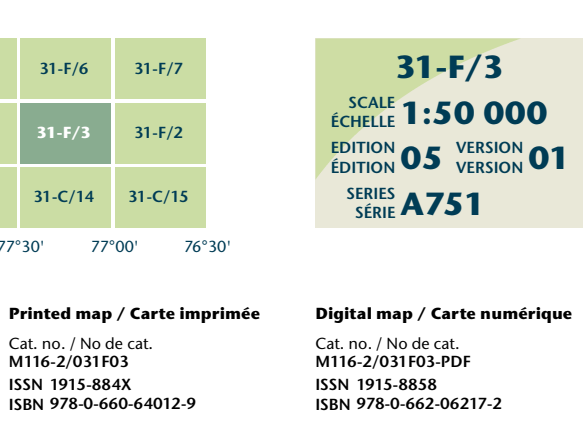 31-F/6 31-F/7
31-F/3 31-F/2
31-C/14 31-C/15
77°30' 77°00' 76°30'
31-F/3
SCALE
ÉCHELLE 1:50 000
EDITION
ÉDITION 05 VERSION
VERSION 01
SERIES
SÉRIE A751
Printed map / Carte imprimée
Cat. no. / No de cat.
M116-2/031F03
ISSN 1915-884X
ISBN 978-0-660-64012-9
Digital map / Carte numérique
Cat. no. / No de cat.
M116-2/031F03-PDF
ISSN 1915-8858
ISBN 978-0-662-06217-2